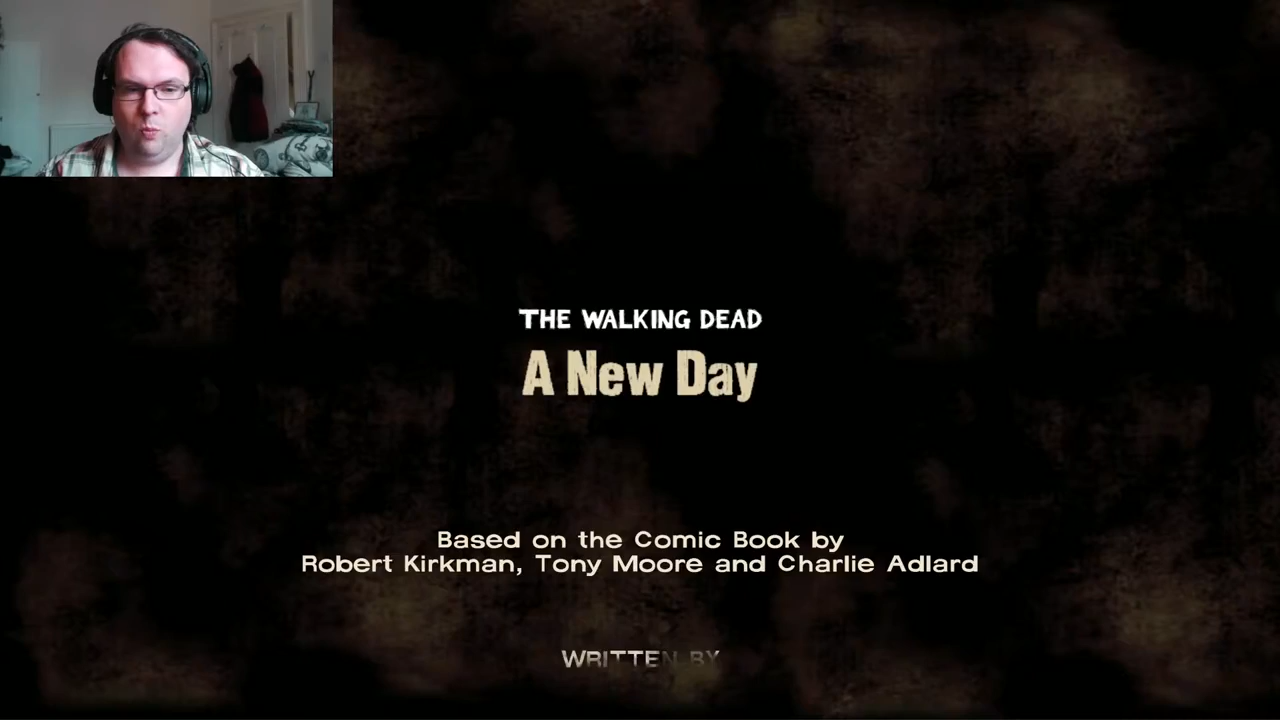 THE WALKING DEAD
A New Day
Based on the Comic Book by
Robert Kirkman, Tony Moore and Charlie Adlard
WRITTEN BY